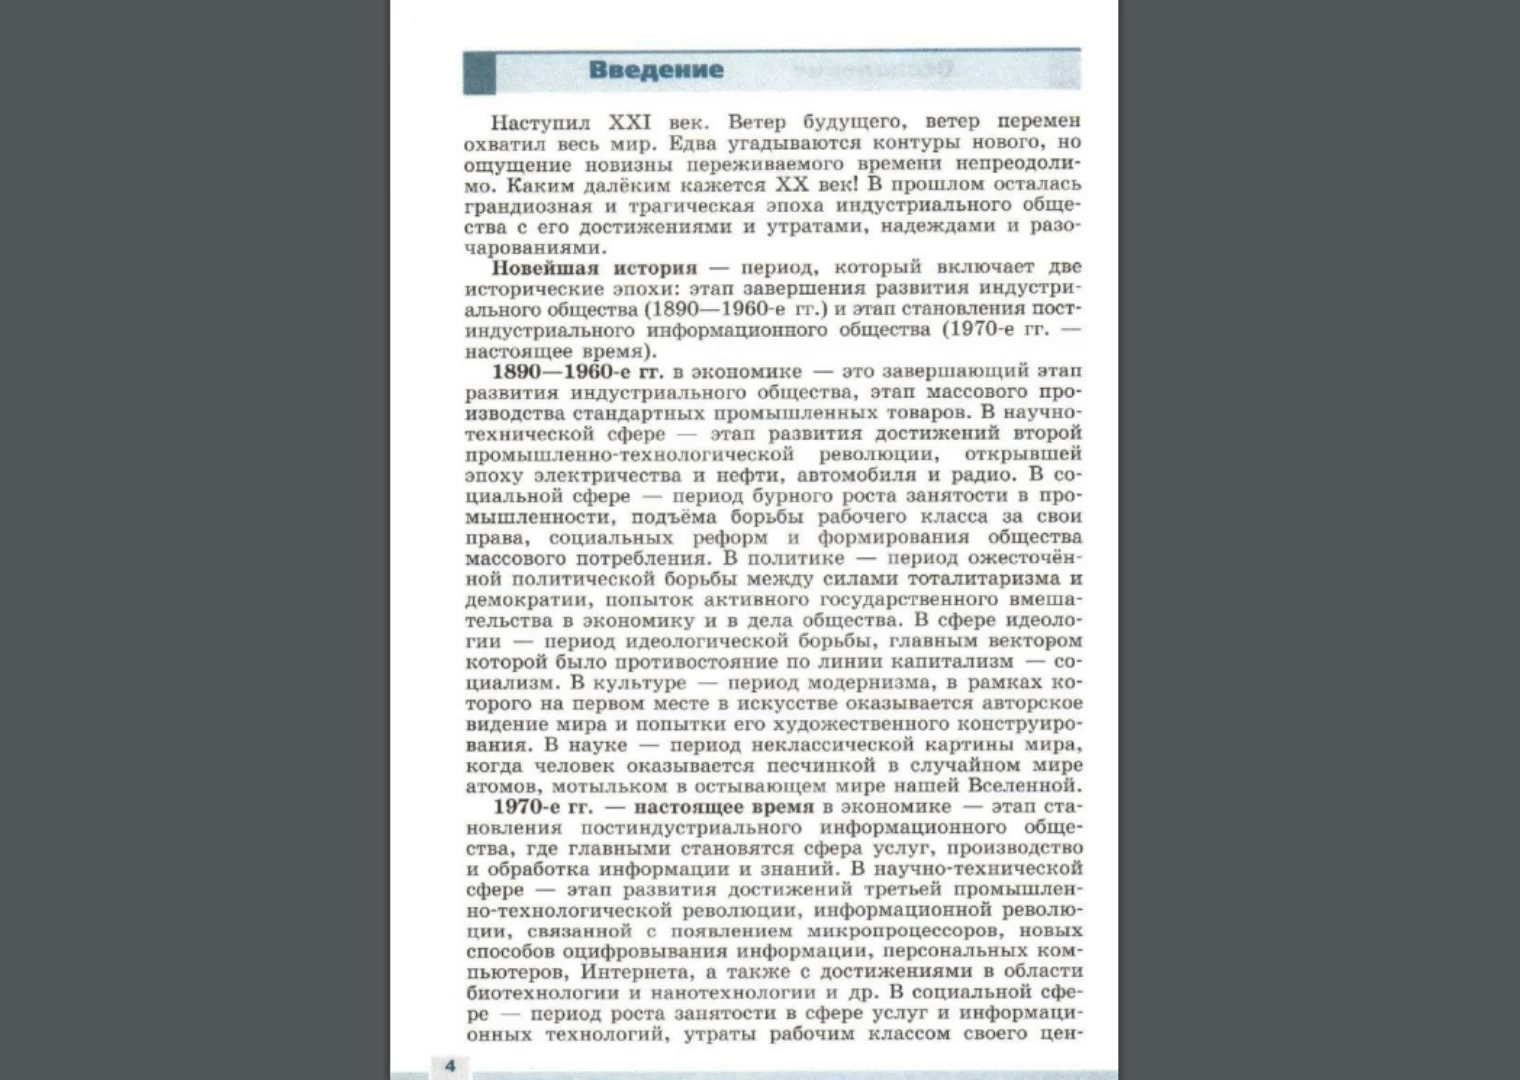 Введение
Наступил XXI век. Ветер будущего, ветер перемен
охватил весь мир. Едва угадываются контуры нового, но
ощущение новизны переживаемого времени непреодоли-
мо. Каким далёким кажется XX век! В прошлом осталась
грандиозная и трагическая эпоха индустриального обще-
ства с его достижениями и утратами, надеждами и разо-
чарованиями.
Новейшая история — период, который включает две
исторические эпохи: этап завершения развития индустри-
ального общества (1890—1960-е гг.) и этап становления пост-
индустриального информационного общества (1970-е гг. —
настоящее время).
1890—1960-е гг. в экономике — это завершающий этап
развития индустриального общества, этап массового про-
изводства стандартных промышленных товаров. В научно-
технической сфере — этап развития достижений второй
промышленно-технологической революции, открывшей
эпоху электричества и нефти, автомобиля и радио. В со-
циальной сфере — период бурного роста занятости в про-
мышленности, подъёма борьбы рабочего класса за свои
права, социальных реформ и формирования общества
массового потребления. В политике — период ожесточён-
ной политической борьбы между силами тоталитаризма и
демократии, попыток активного государственного вмеша-
тельства в экономику и в дела общества. В сфере идеоло-
гии — период идеологической борьбы, главным вектором
которой было противостояние по линии капитализм — со-
циализм. В культуре — период модернизма, в рамках ко-
торого на первом месте в искусстве оказывается авторское
видение мира и попытки его художественного конструиро-
вания. В науке — период неклассической картины мира,
когда человек оказывается песчинкой в случайном мире
атомов, мотыльком в остывающем мире нашей Вселенной.
1970-е гг. — настоящее время в экономике — этап ста-
новления постиндустриального информационного обще-
ства, где главными становятся сфера услуг, производство
и обработка информации и знаний. В научно-технической
сфере — этап развития достижений третьей промышлен-
но-технологической революции, информационной револю-
ции, связанной с появлением микропроцессоров, новых
способов оцифровывания информации, персональных ком-
пьютеров, Интернета, а также с достижениями в области
биотехнологии и нанотехнологии и др. В социальной сфе-
ре — период роста занятости в сфере услуг и информаци-
онных технологий, утраты рабочим классом своего цен-
4